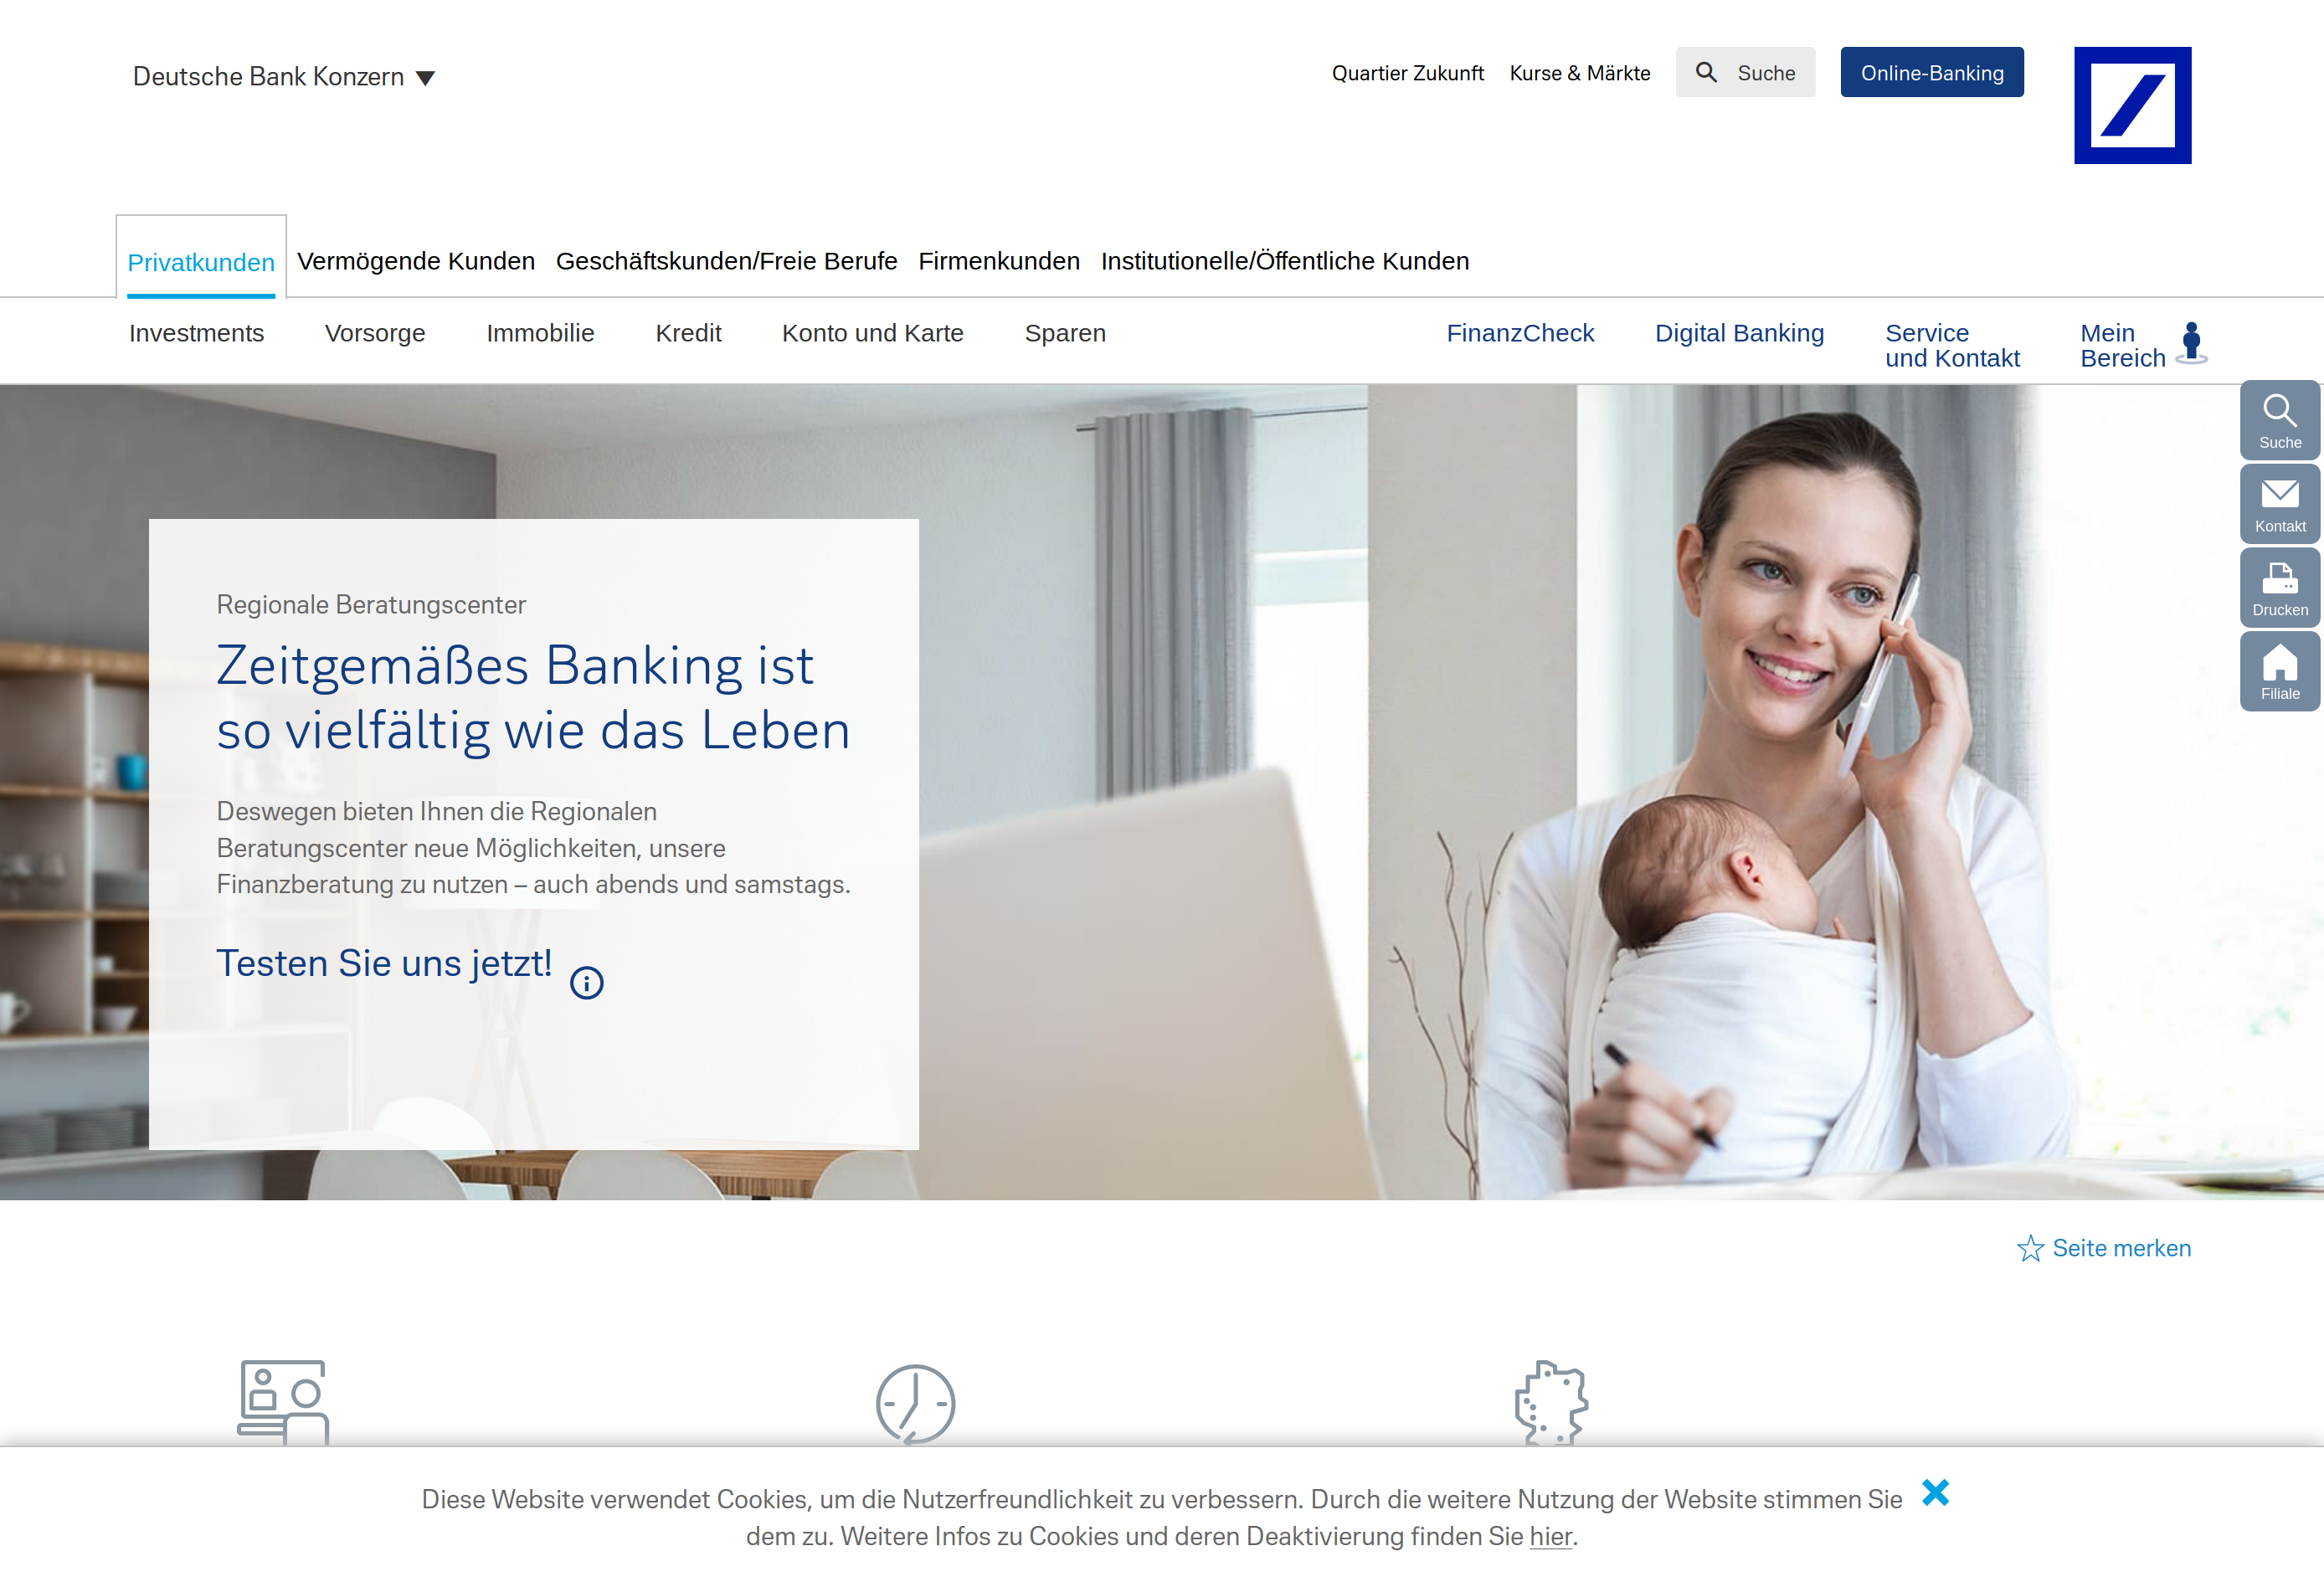 Deutsche Bank Konzern
Quartier Zukunft
Kurse & Märkte
Suche
Online-Banking
Privatkunden
Vermögende Kunden
Geschäftskunden/Freie Berufe
Firmenkunden
Institutionelle/Öffentliche Kunden
Investments
Vorsorge
Immobilie
Kredit
Konto und Karte
Sparen
FinanzCheck
Digital Banking
Service
und Kontakt
Mein
Bereich
Suche
Kontakt
Drucken
Filiale
Regionale Beratungscenter
Zeitgemäßes Banking ist
so vielfältig wie das Leben
Deswegen bieten Ihnen die Regionalen
Beratungscenter neue Möglichkeiten, unsere
Finanzberatung zu nutzen – auch abends und samstags.
Testen Sie uns jetzt!
Seite merken
Diese Website verwendet Cookies, um die Nutzerfreundlichkeit zu verbessern. Durch die weitere Nutzung der Website stimmen Sie
dem zu. Weitere Infos zu Cookies und deren Deaktivierung finden Sie hier.